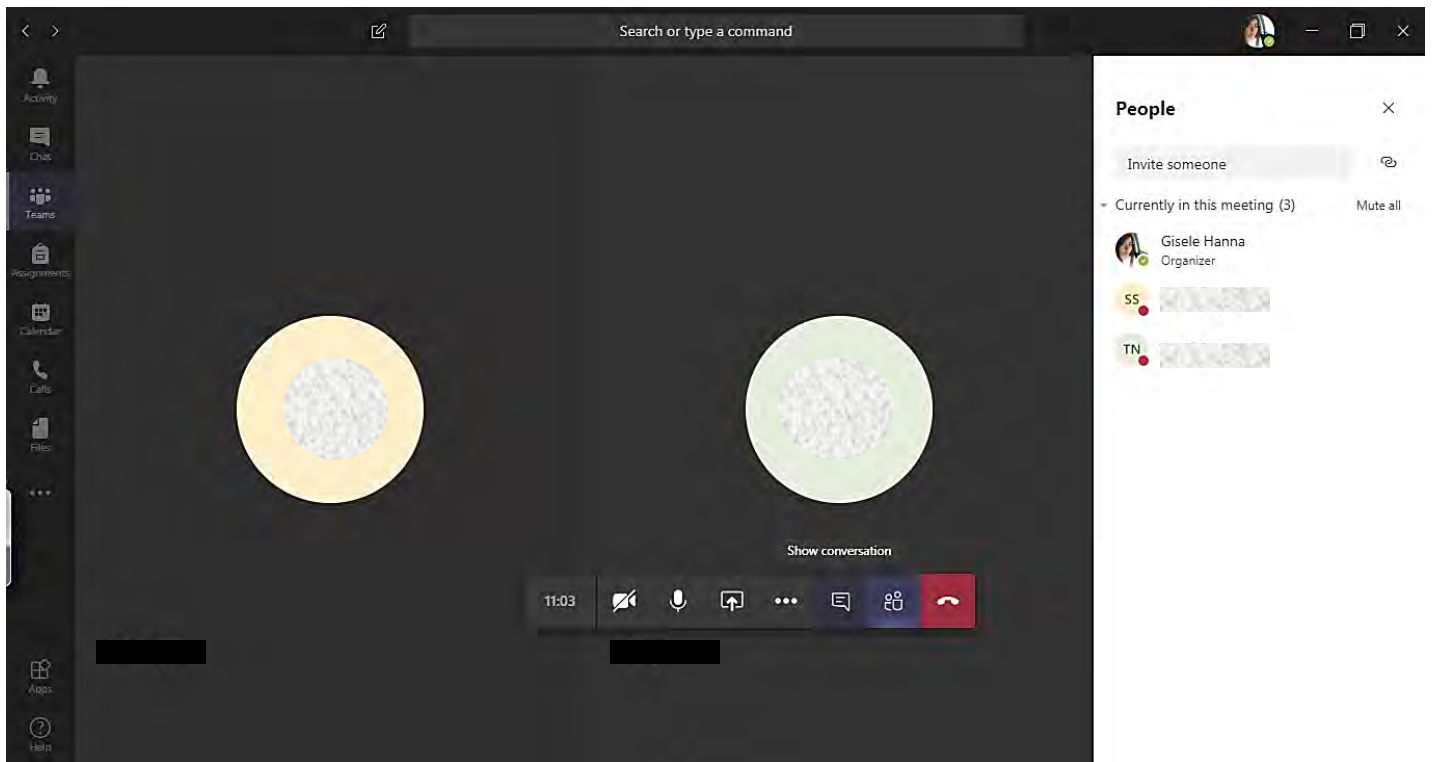 Search or type a command
Activity
Chat
Teams
Assignments
Calendar
Calls
Files
Apps
Help
Show conversation
11:03
People
Invite someone
Currently in this meeting (3)
Mute all
Gisele Hanna
Organizer
SS
TN